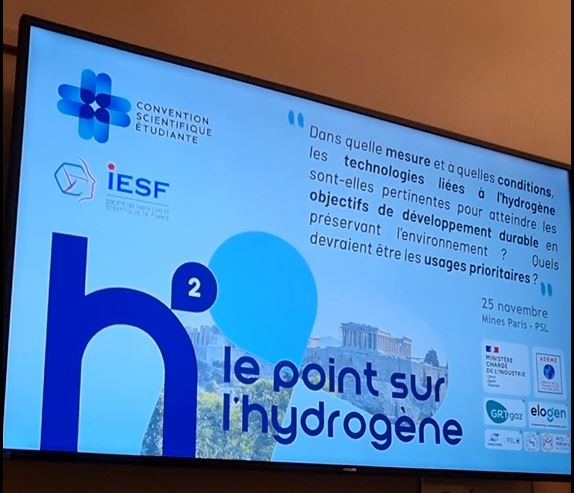 CONVENTION
SCIENTIFIQUE
ÉTUDIANTE
iESF
SOCIÉTÉ DES INGÉNIEURS ET
SCIENTIFIQUES DE FRANCE
Dans quelle mesure et à quelles conditions,
les technologies liées à l'hydrogène
sont-elles pertinentes pour atteindre les
objectifs de développement durable en
préservant l'environnement ? Quels
devraient être les usages prioritaires ?
25 novembre
Mines Paris - PSL
h2
le point sur
l'hydrogène
MINISTÈRE
CHARGÉ
DE L'INDUSTRIE
ADEME
GRTgaz
elogen
PSL
PHILIPS